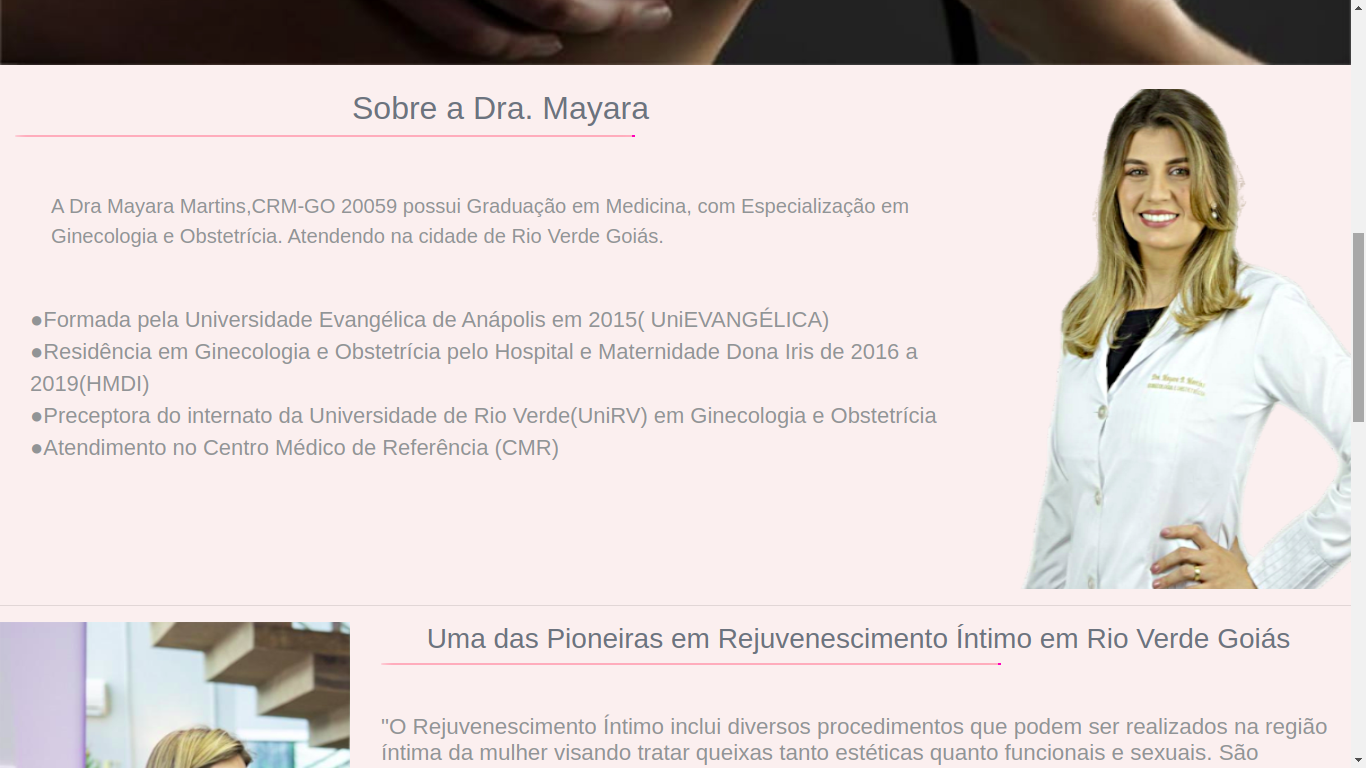 Sobre a Dra. Mayara
A Dra Mayara Martins,CRM-GO 20059 possui Graduação em Medicina, com Especialização em
Ginecologia e Obstetrícia. Atendendo na cidade de Rio Verde Goiás.
●Formada pela Universidade Evangélica de Anápolis em 2015( UniEVANGÉLICA)
●Residência em Ginecologia e Obstetrícia pelo Hospital e Maternidade Dona Iris de 2016 a
2019(HMDI)
●Preceptora do internato da Universidade de Rio Verde(UniRV) em Ginecologia e Obstetrícia
●Atendimento no Centro Médico de Referência (CMR)
Uma das Pioneiras em Rejuvenescimento Íntimo em Rio Verde Goiás
"O Rejuvenescimento Íntimo inclui diversos procedimentos que podem ser realizados na região
íntima da mulher visando tratar queixas tanto estéticas quanto funcionais e sexuais. São